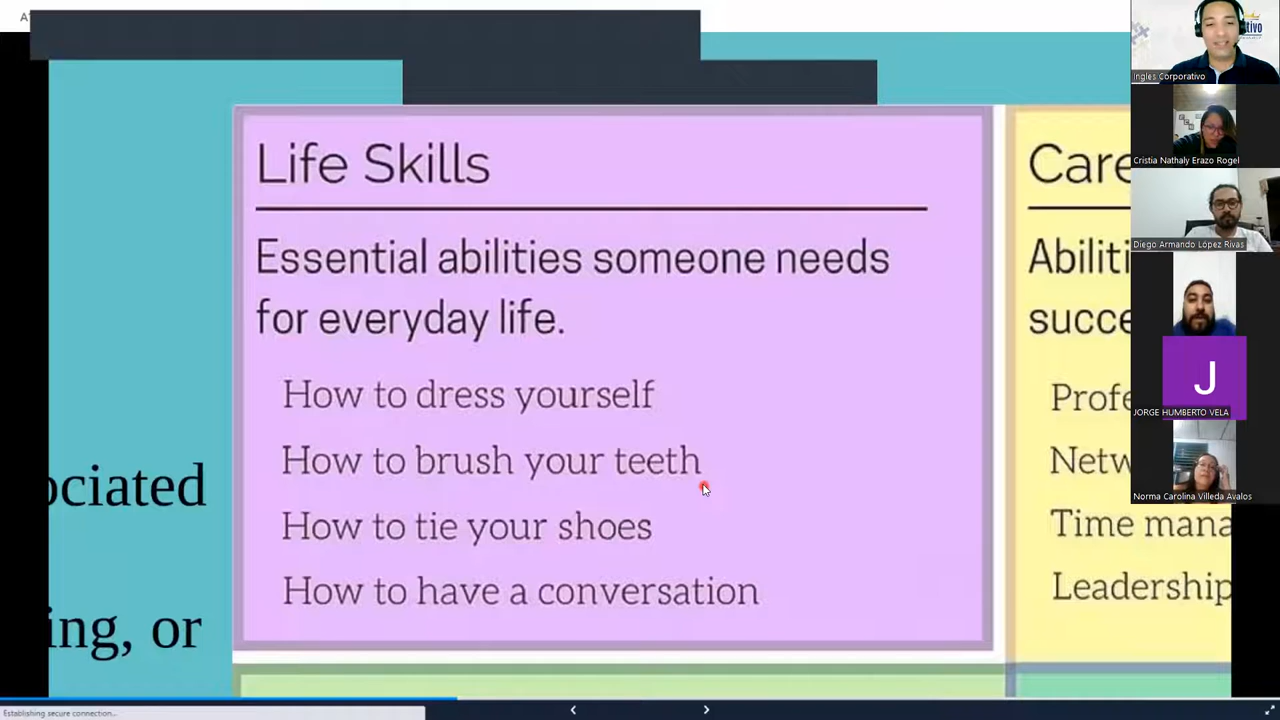 Life Skills
Essential abilities someone needs
for everyday life.
How to dress yourself
How to brush your teeth
How to tie your shoes
How to have a conversation
ociated
ing, or
Care
Abiliti
succe
Profe
Netw
Time mana
Leadership
tivo
Ingles Corporativo
Cristia Nathaly Erazo Rogel
Diego Armando López Rivas
J
JORGE HUMBERTO VELA
Norma Carolina Villeda Avalos
Establishing secure connection...